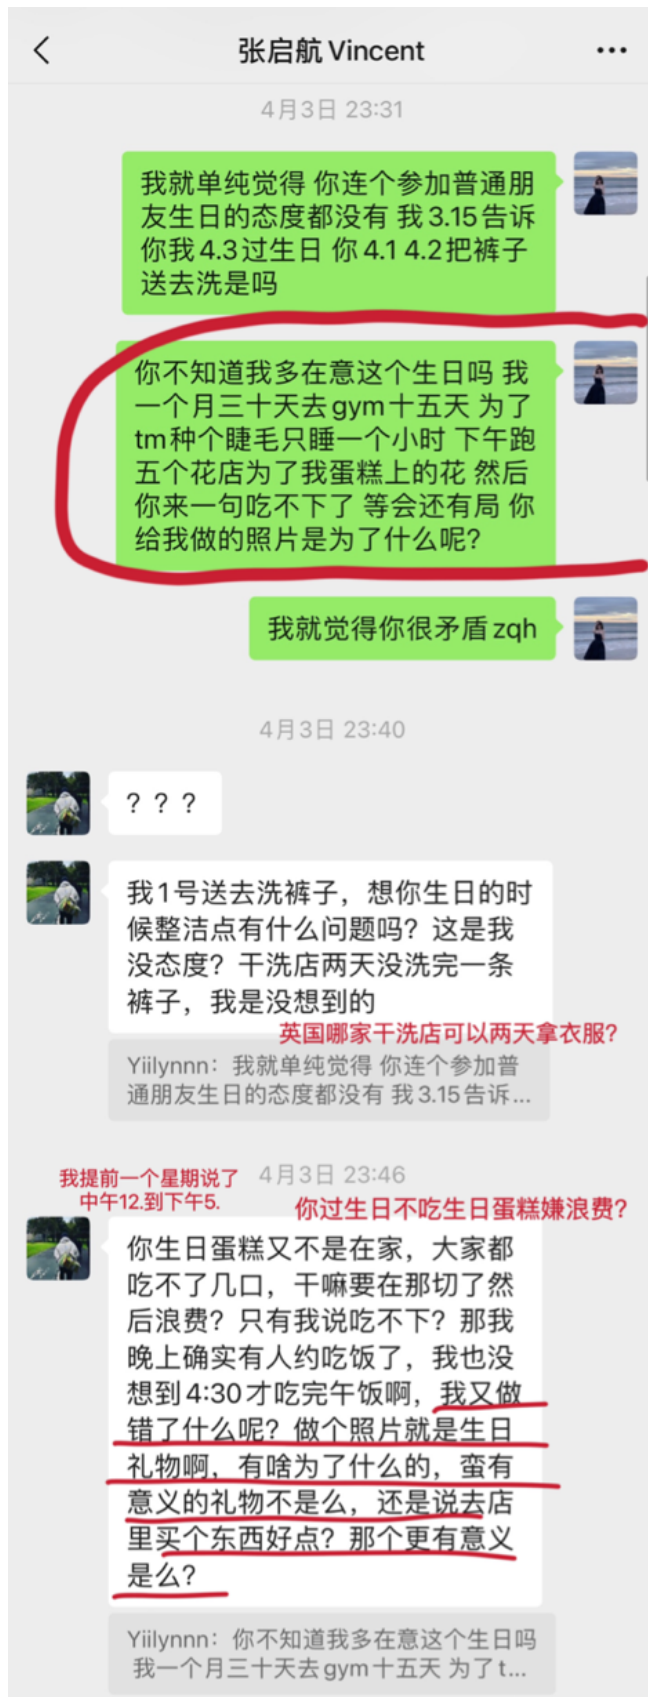 张启航Vincent
4月3日 23:31
我就单纯觉得 你连个参加普通朋
友生日的态度都没有 我3.15告诉
你我4.3过生日 你4.1 4.2把裤子
送去洗是吗
你不知道我多在意这个生日吗 我
一个月三十天去gym十五天 为了
tm种个睫毛只睡一个小时 下午跑
五个花店为了我蛋糕上的花 然后
你来一句吃不下了 等会还有局 你
给我做的照片是为了什么呢?
我就觉得你很矛盾zqh
4月3日 23:40
？？？
我1号送去洗裤子，想你生日的时
候整洁点有什么问题吗？这是我
没态度？干洗店两天没洗完一条
裤子，我是没想到的
英国哪家干洗店可以两天拿衣服?
Yiilynnn：我就单纯觉得 你连个参加普
通朋友生日的态度都没有 我3.15告诉...
我提前一个星期说了
中午12.到下午5.
4月3日 23:46
你过生日不吃生日蛋糕嫌浪费?
你生日蛋糕又不是在家，大家都
吃不了几口，干嘛要在那切了然
后浪费？只有我说吃不下？那我
晚上确实有人约吃饭了，我也没
想到4:30才吃完午饭啊，我又做
错了什么呢？做个照片就是生日
礼物啊，有啥为了什么的，蛮有
意义的礼物不是么，还是说去店
里买个东西好点？那个更有意义
是么？
Yiilynnn：你不知道我多在意这个生日吗
我一个月三十天去gym十五天 为了t...